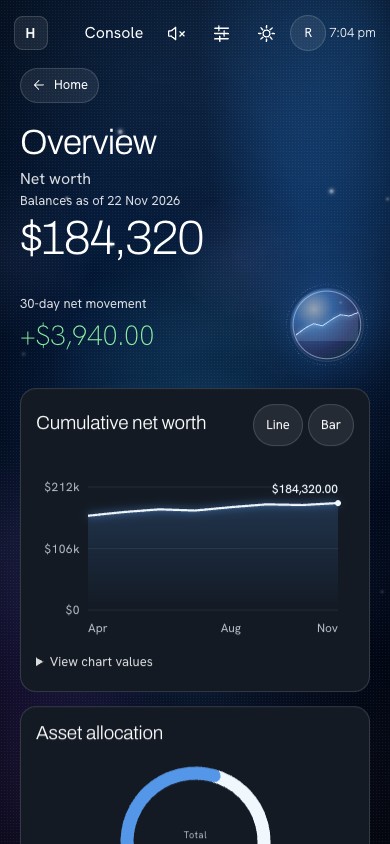 H
Console
R
7:04 pm
Home
Overview
Net worth
Balances as of 22 Nov 2026
$184,320
30-day net movement
+$3,940.00
Cumulative net worth
Line
Bar
$184,320.00
$212k
$106k
$0
Apr
Aug
Nov
View chart values
Asset allocation
Total